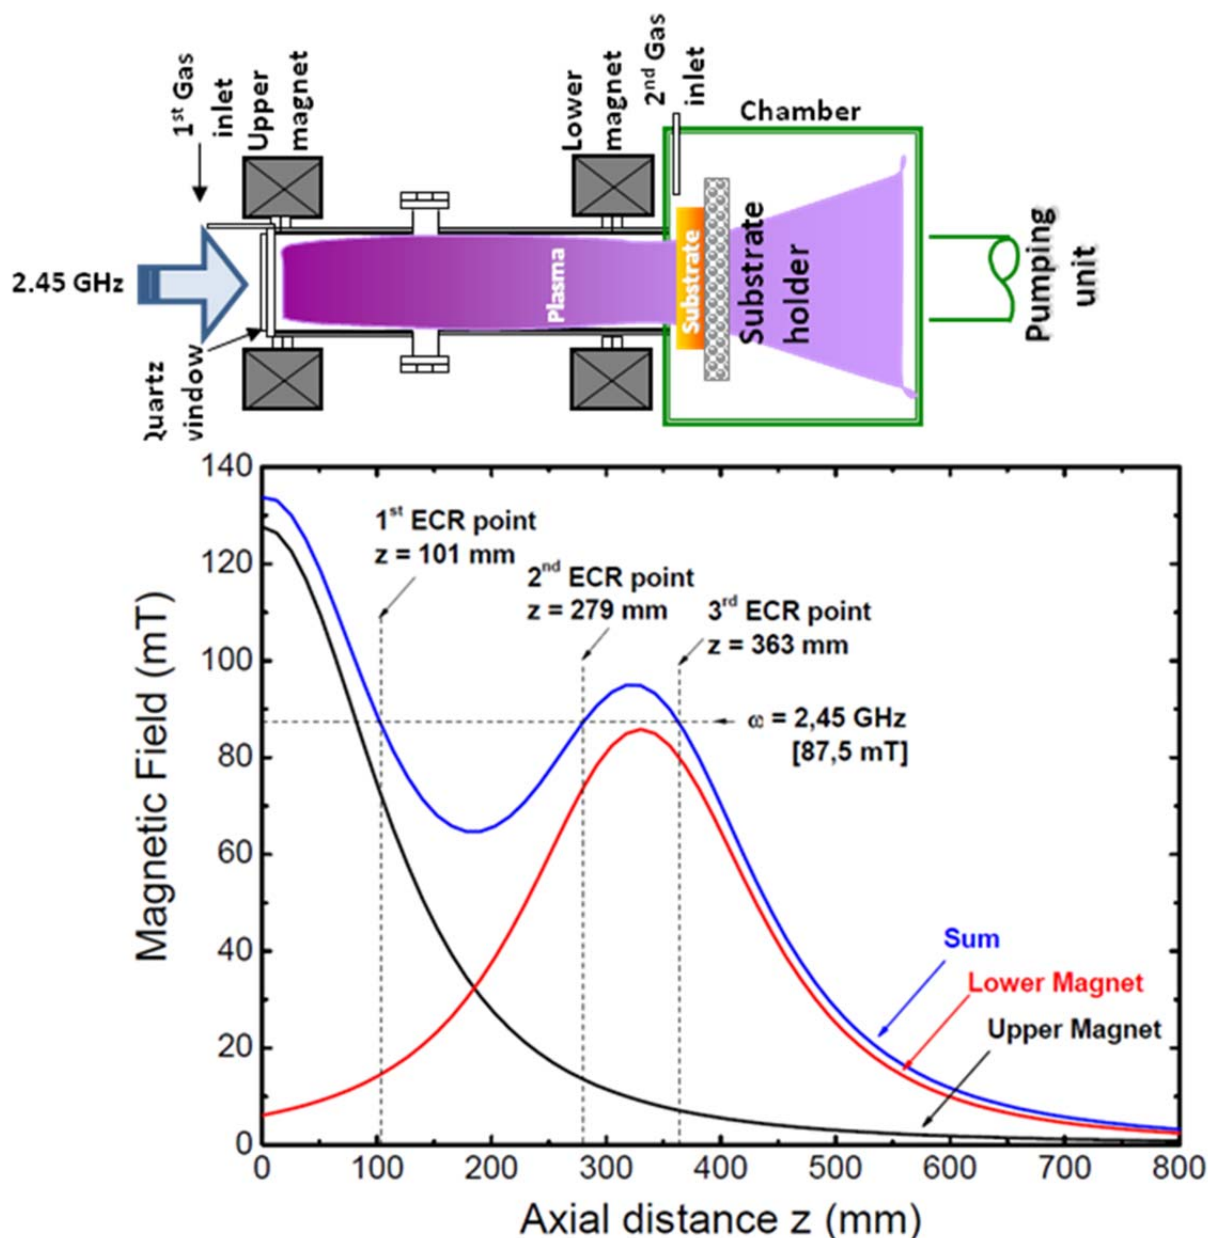 1st Gas
inlet
Upper
magnet
Lower
magnet
2nd Gas
inlet
Chamber
2.45 GHz
Plasma
Substrate
Substrate
holder
Pumping
unit
Quartz
vindow
140
120
100
80
60
40
20
0
Magnetic Field (mT)
1st ECR point
z = 101 mm
2nd ECR point
z = 279 mm
3rd ECR point
z = 363 mm
ω = 2,45 GHz
[87,5 mT]
Sum
Lower Magnet
Upper Magnet
0 100 200 300 400 500 600 700 800
Axial distance z (mm)